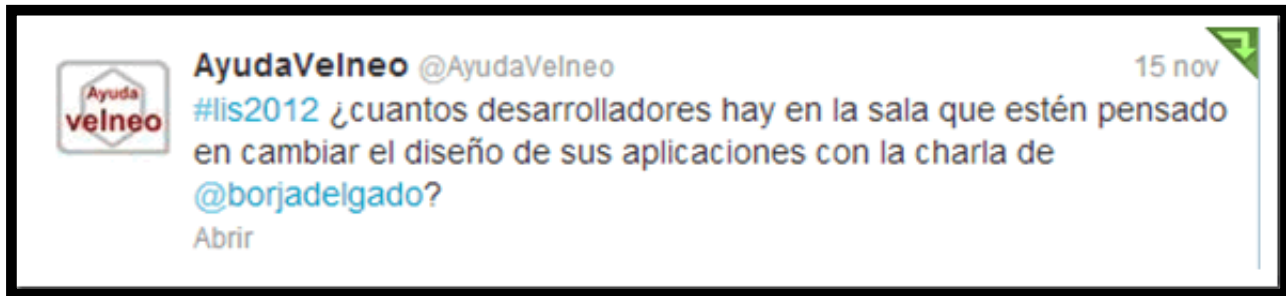 Ayuda
velneo
AyudaVelneo @AyudaVelneo 15 nov
#lis2012 ¿cuantos desarrolladores hay en la sala que estén pensado
en cambiar el diseño de sus aplicaciones con la charla de
@borjadelgado?
Abrir